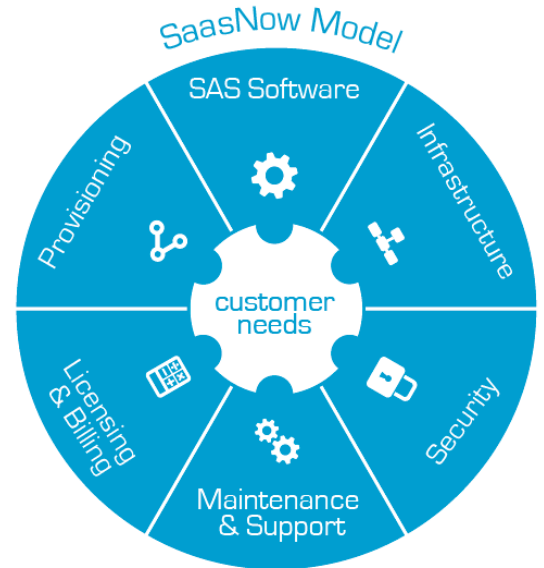 SaasNow Model
SAS Software
Infrastructure
Security
Maintenance
& Support
Licensing
& Billing
Provisioning
customer
needs